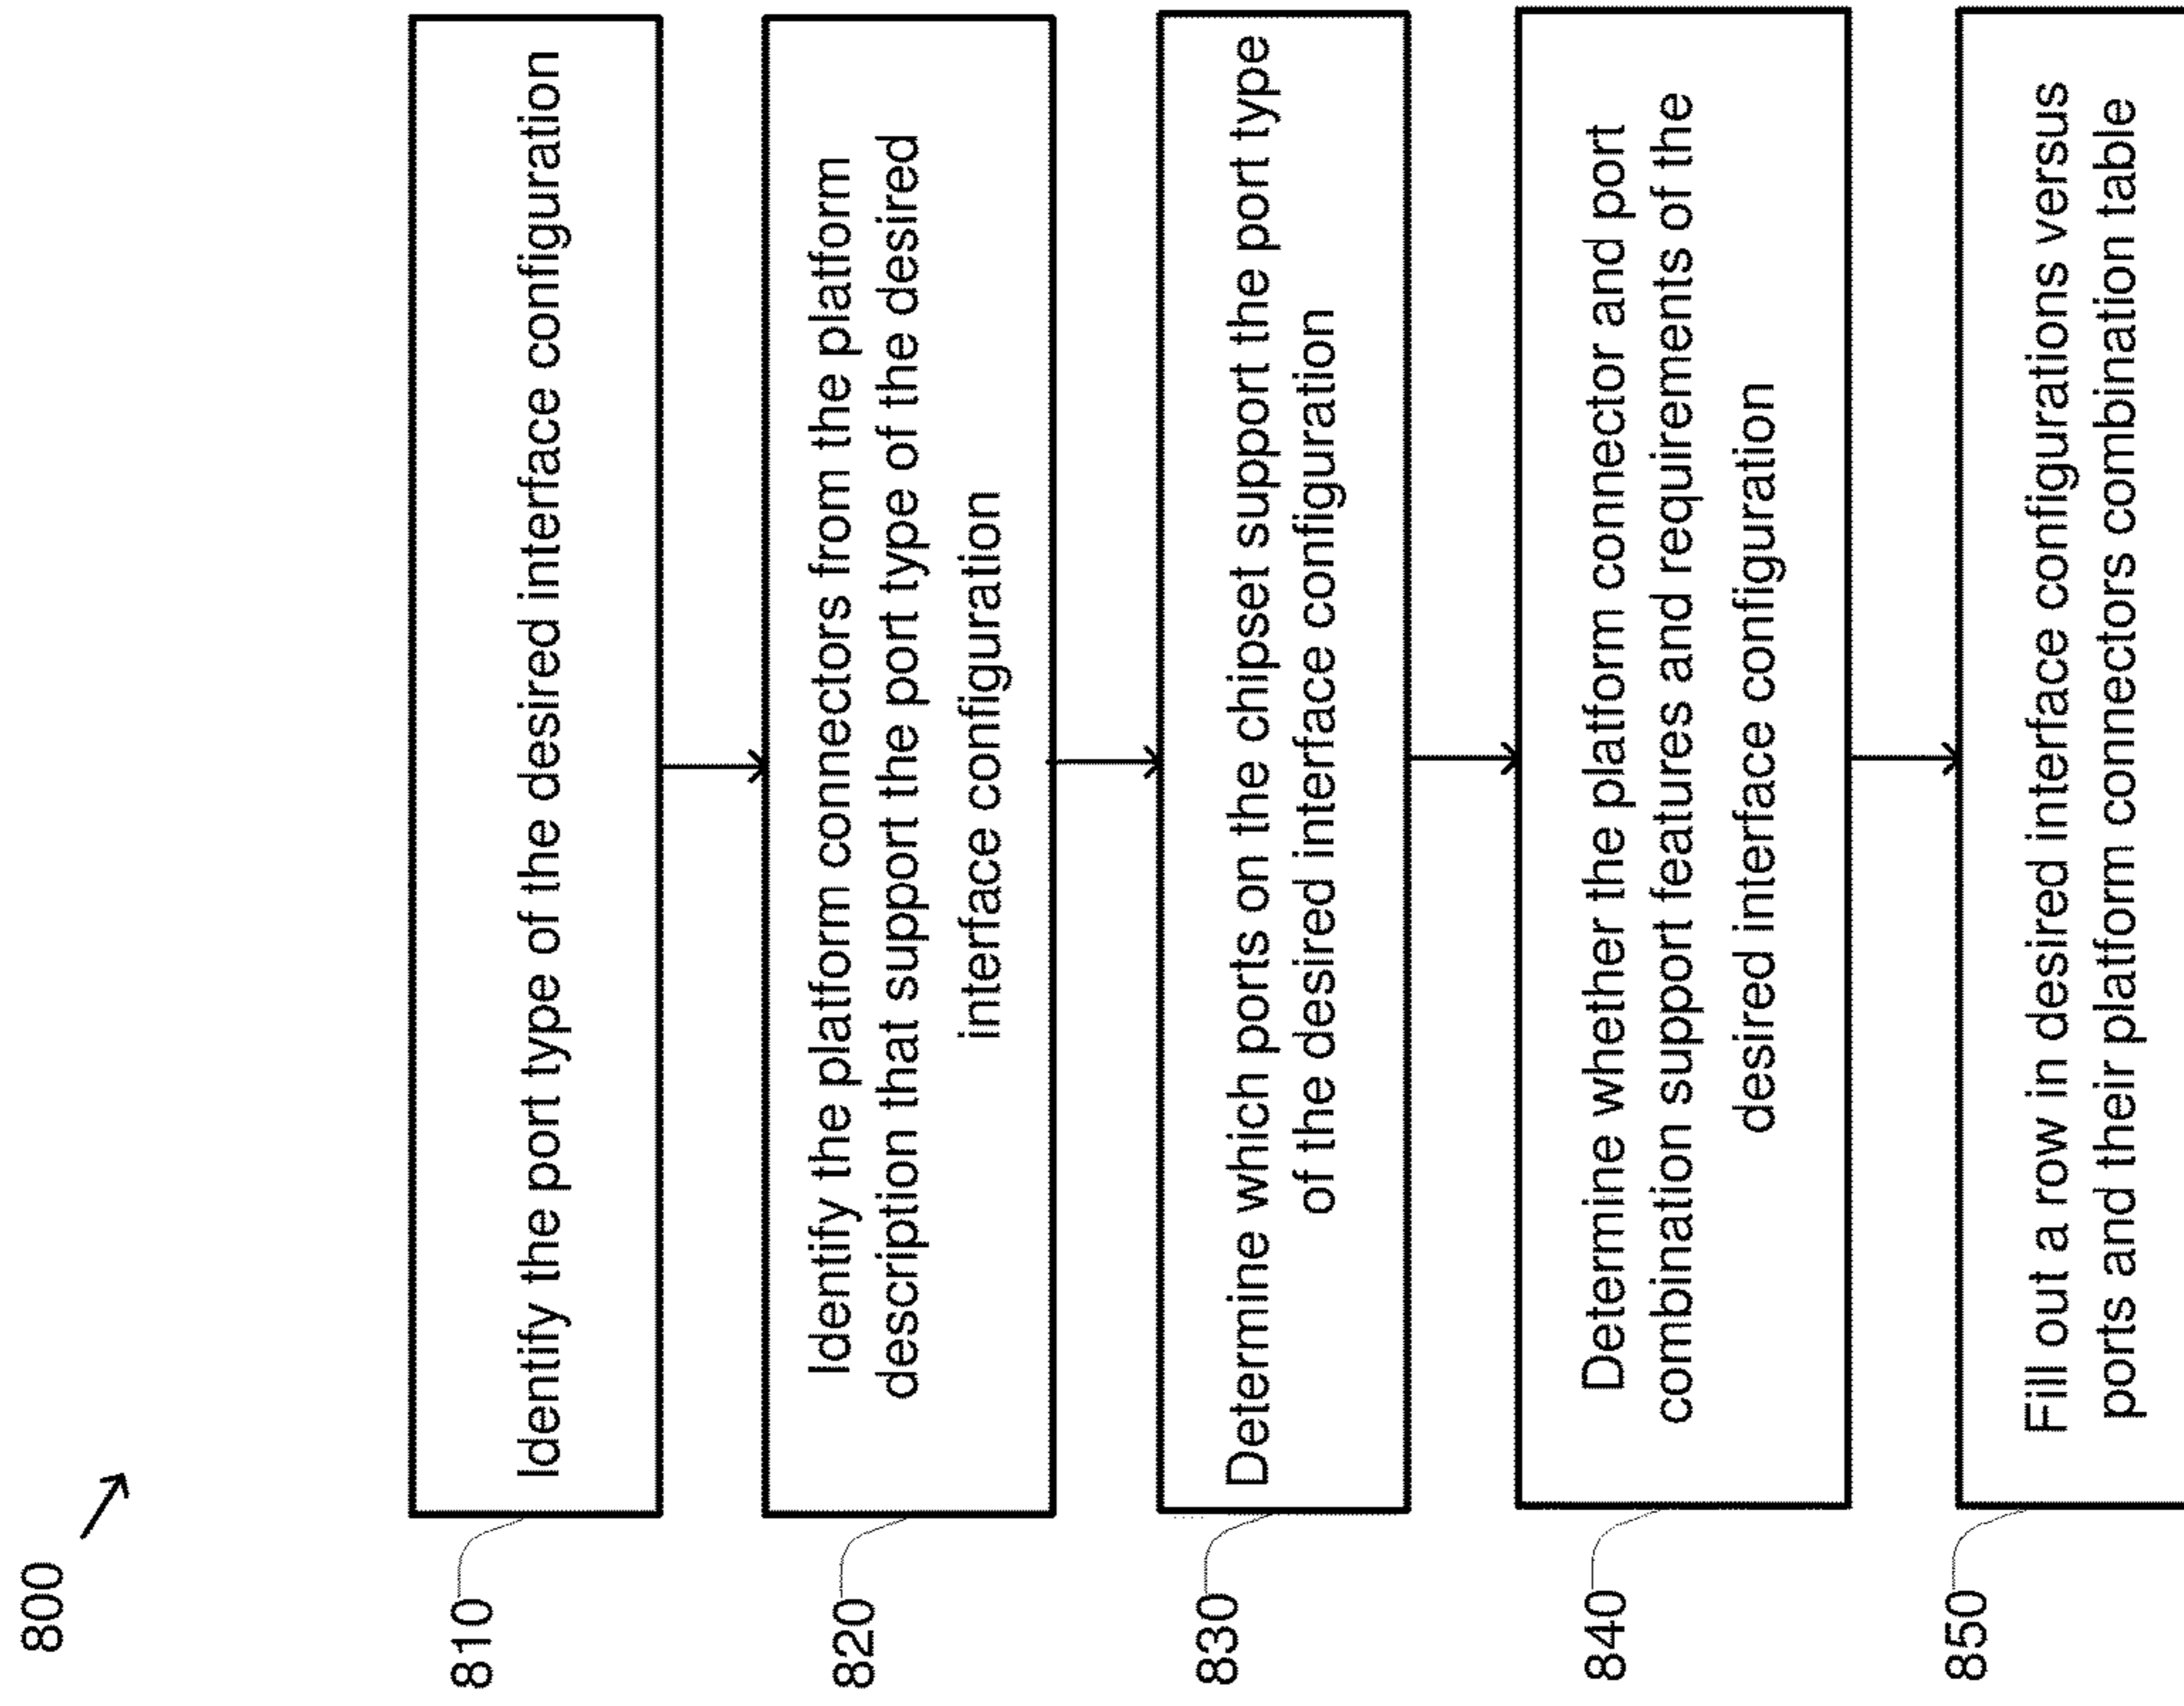 800
810
Identify the port type of the desired interface configuration
820
Identify the platform connectors from the platform
description that support the port type of the desired
interface configuration
830
Determine which ports on the chipset support the port type
of the desired interface configuration
840
Determine whether the platform connector and port
combination support features and requirements of the
desired interface configuration
850
Fill out a row in desired interface configurations versus
ports and their platform connectors combination table